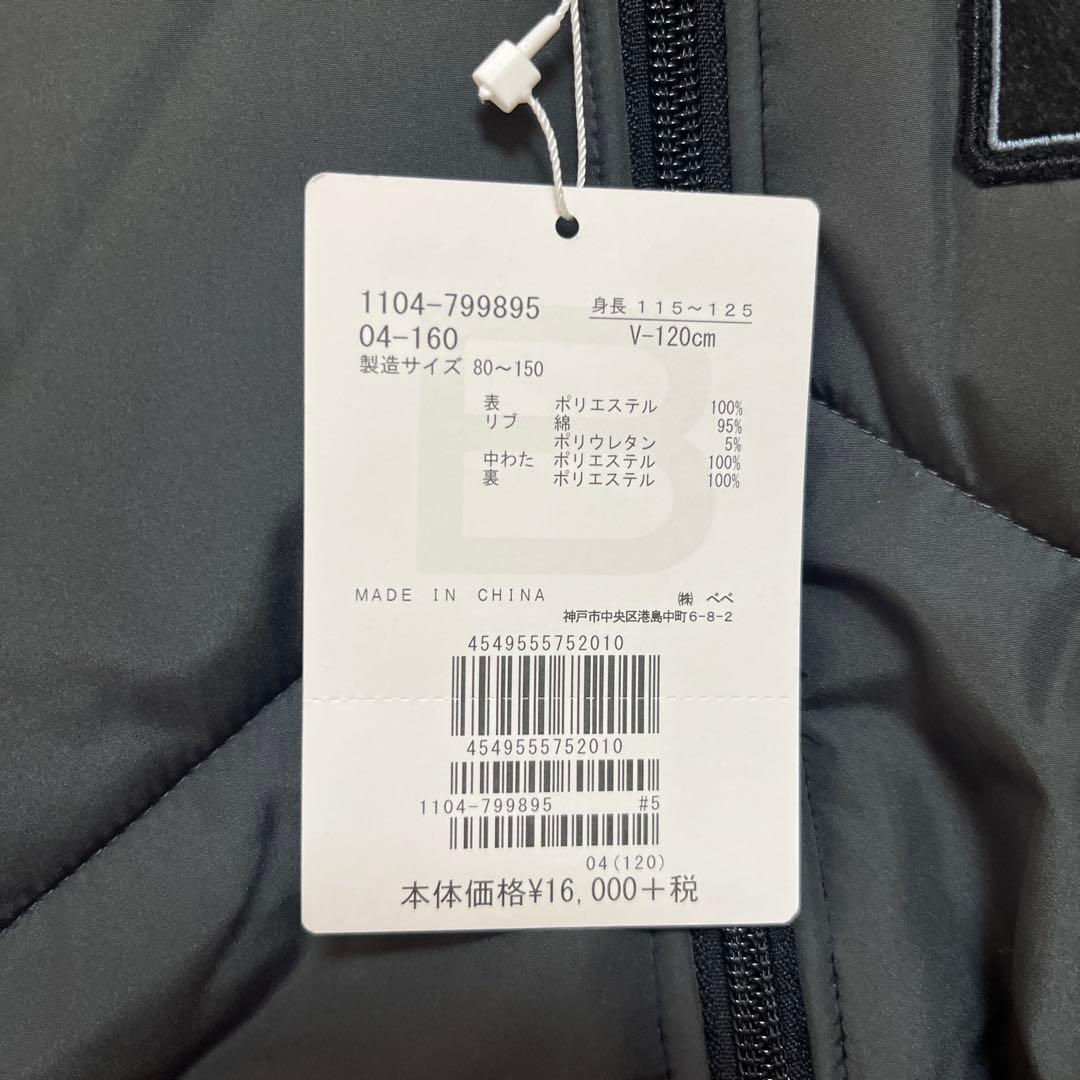 1104-799895
身長 115～125
04-160
V-120cm
製造サイズ 80～150
表 ポリエステル 100%
リブ 綿 95%
ポリウレタン 5%
中わた ポリエステル 100%
裏 ポリエステル 100%
B
MADE IN CHINA
㈱ べべ
神戸市中央区港島中町6-8-2
4549555752010
4549555752010
1104-799895 #5
04(120)
本体価格¥16,000+税